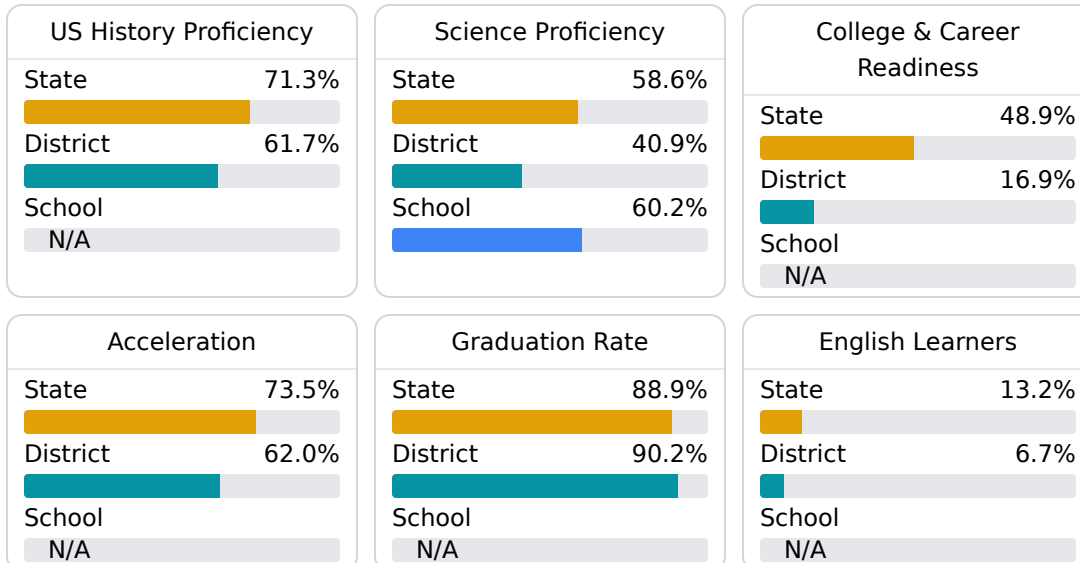 US History Proficiency
State 71.3%
District 61.7%
School
N/A
Science Proficiency
State 58.6%
District 40.9%
School 60.2%
College & Career
Readiness
State 48.9%
District 16.9%
School
N/A
Acceleration
State 73.5%
District 62.0%
School
N/A
Graduation Rate
State 88.9%
District 90.2%
School
N/A
English Learners
State 13.2%
District 6.7%
School
N/A